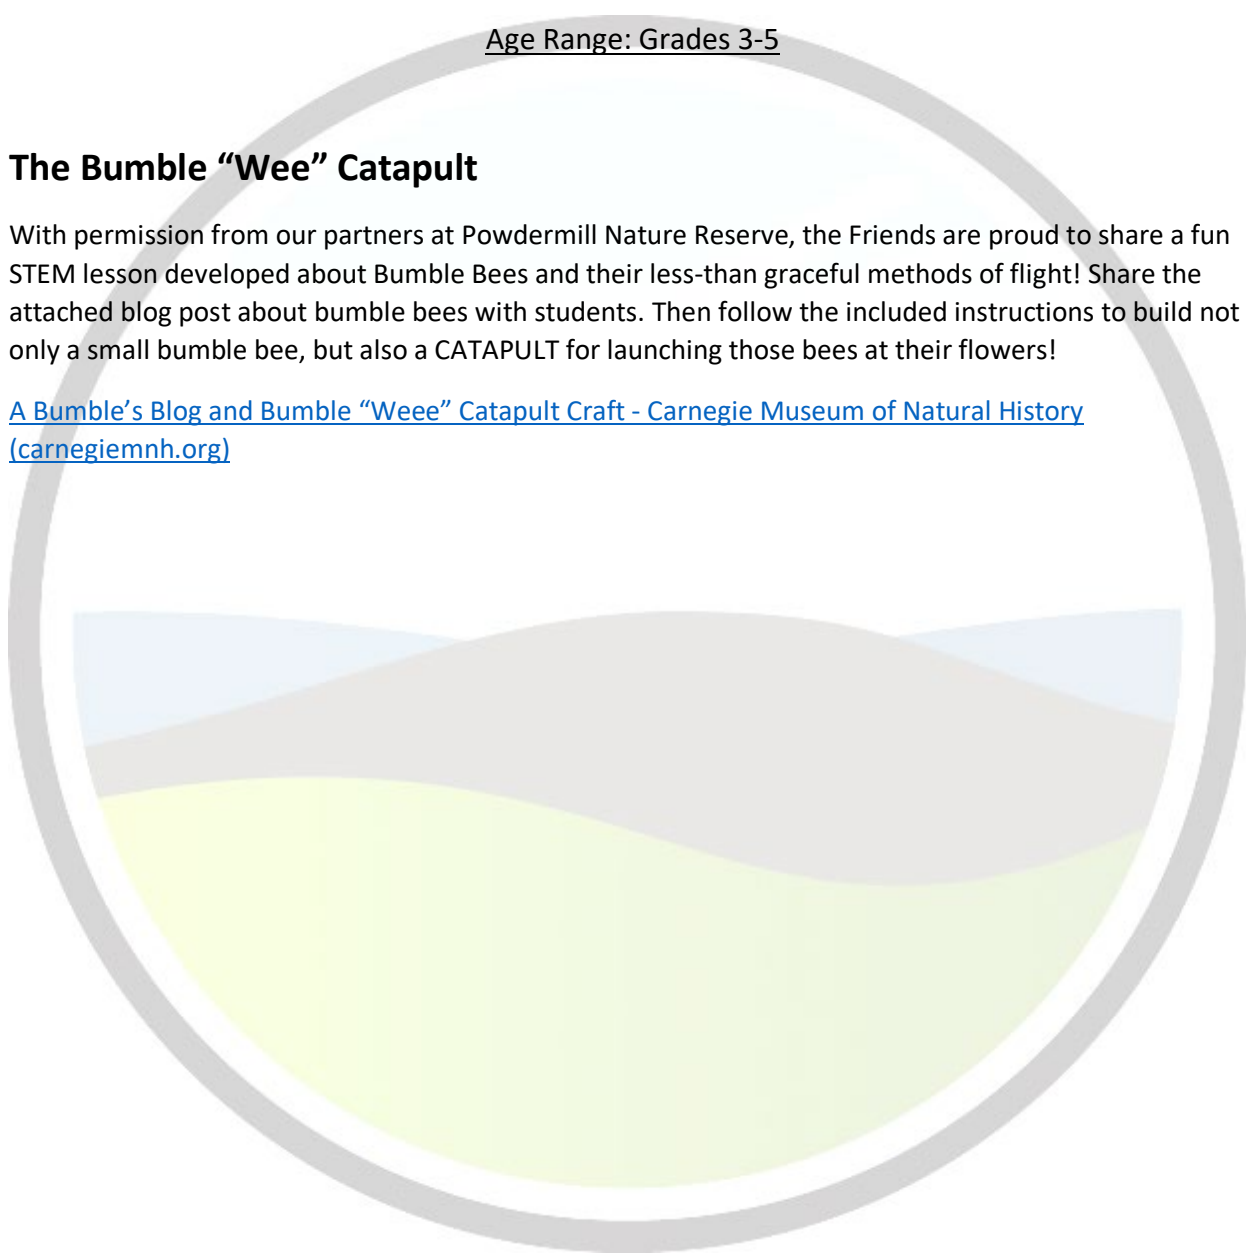 Age Range: Grades 3-5
The Bumble “Wee” Catapult
With permission from our partners at Powdermill Nature Reserve, the Friends are proud to share a fun
STEM lesson developed about Bumble Bees and their less-than graceful methods of flight! Share the
attached blog post about bumble bees with students. Then follow the included instructions to build not
only a small bumble bee, but also a CATAPULT for launching those bees at their flowers!
A Bumble’s Blog and Bumble “Weee” Catapult Craft - Carnegie Museum of Natural History
(carnegiemnh.org)